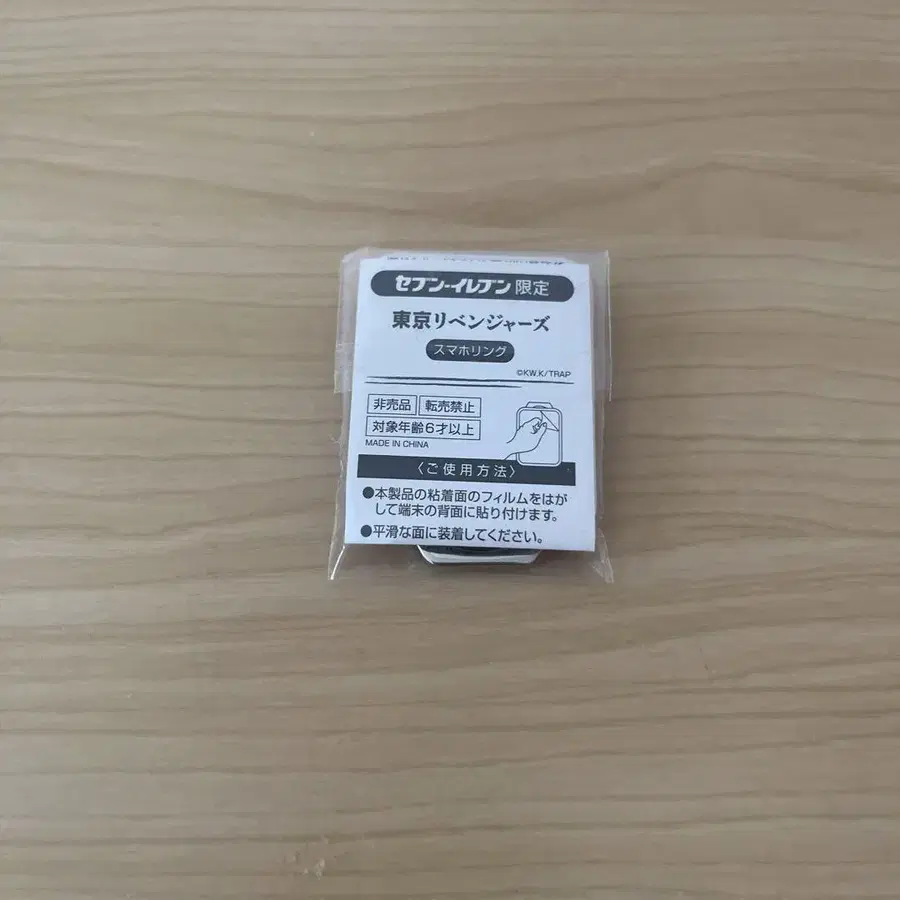 セブン-イレブン限定
東京リベンジャーズ
スマホリング
©KW.K/TRAP
非売品 転売禁止
対象年齢6才以上
MADE IN CHINA
〈ご使用方法〉
●本製品の粘着面のフィルムをはが
して端末の背面に貼り付けます。
●平滑な面に装着してください。